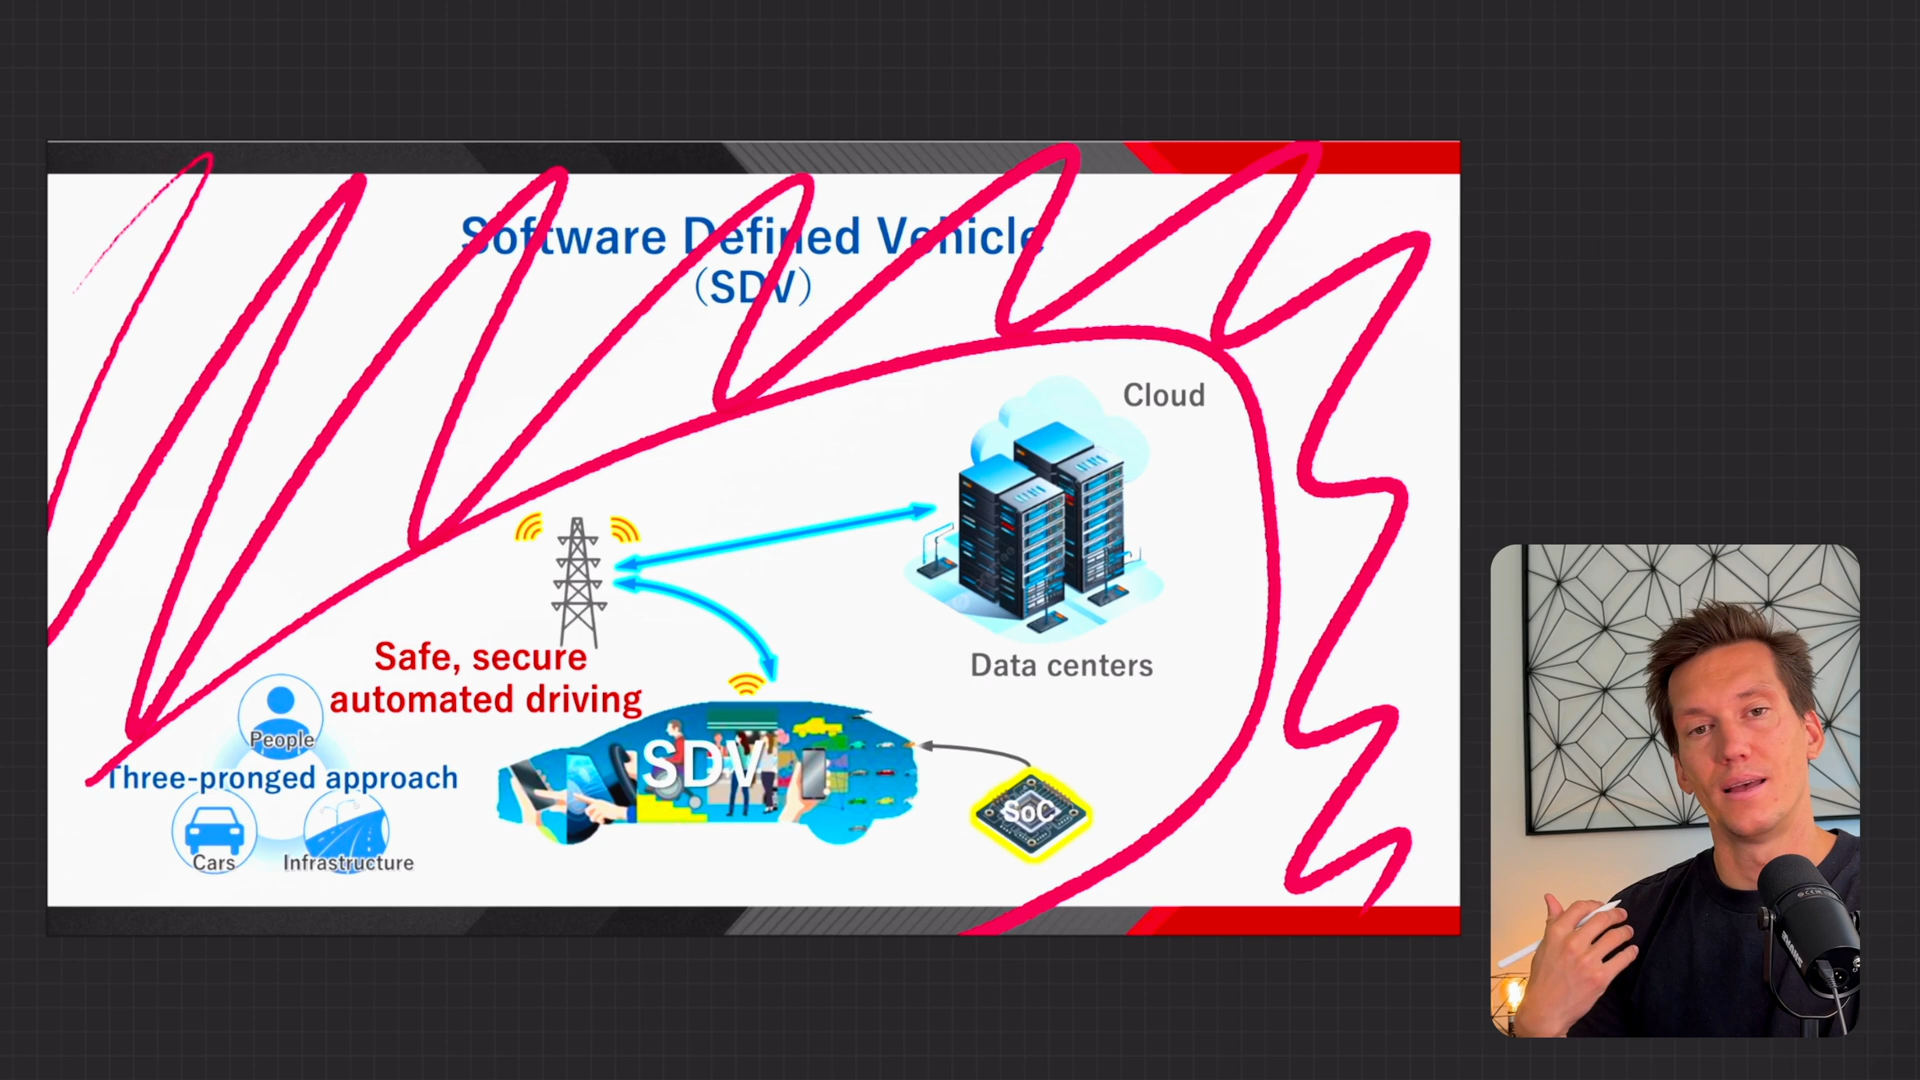 Software Defined Vehicle
(SDV)
Cloud
Data centers
Safe, secure
automated driving
People
Three-pronged approach
Cars
Infrastructure
SDV
SoC